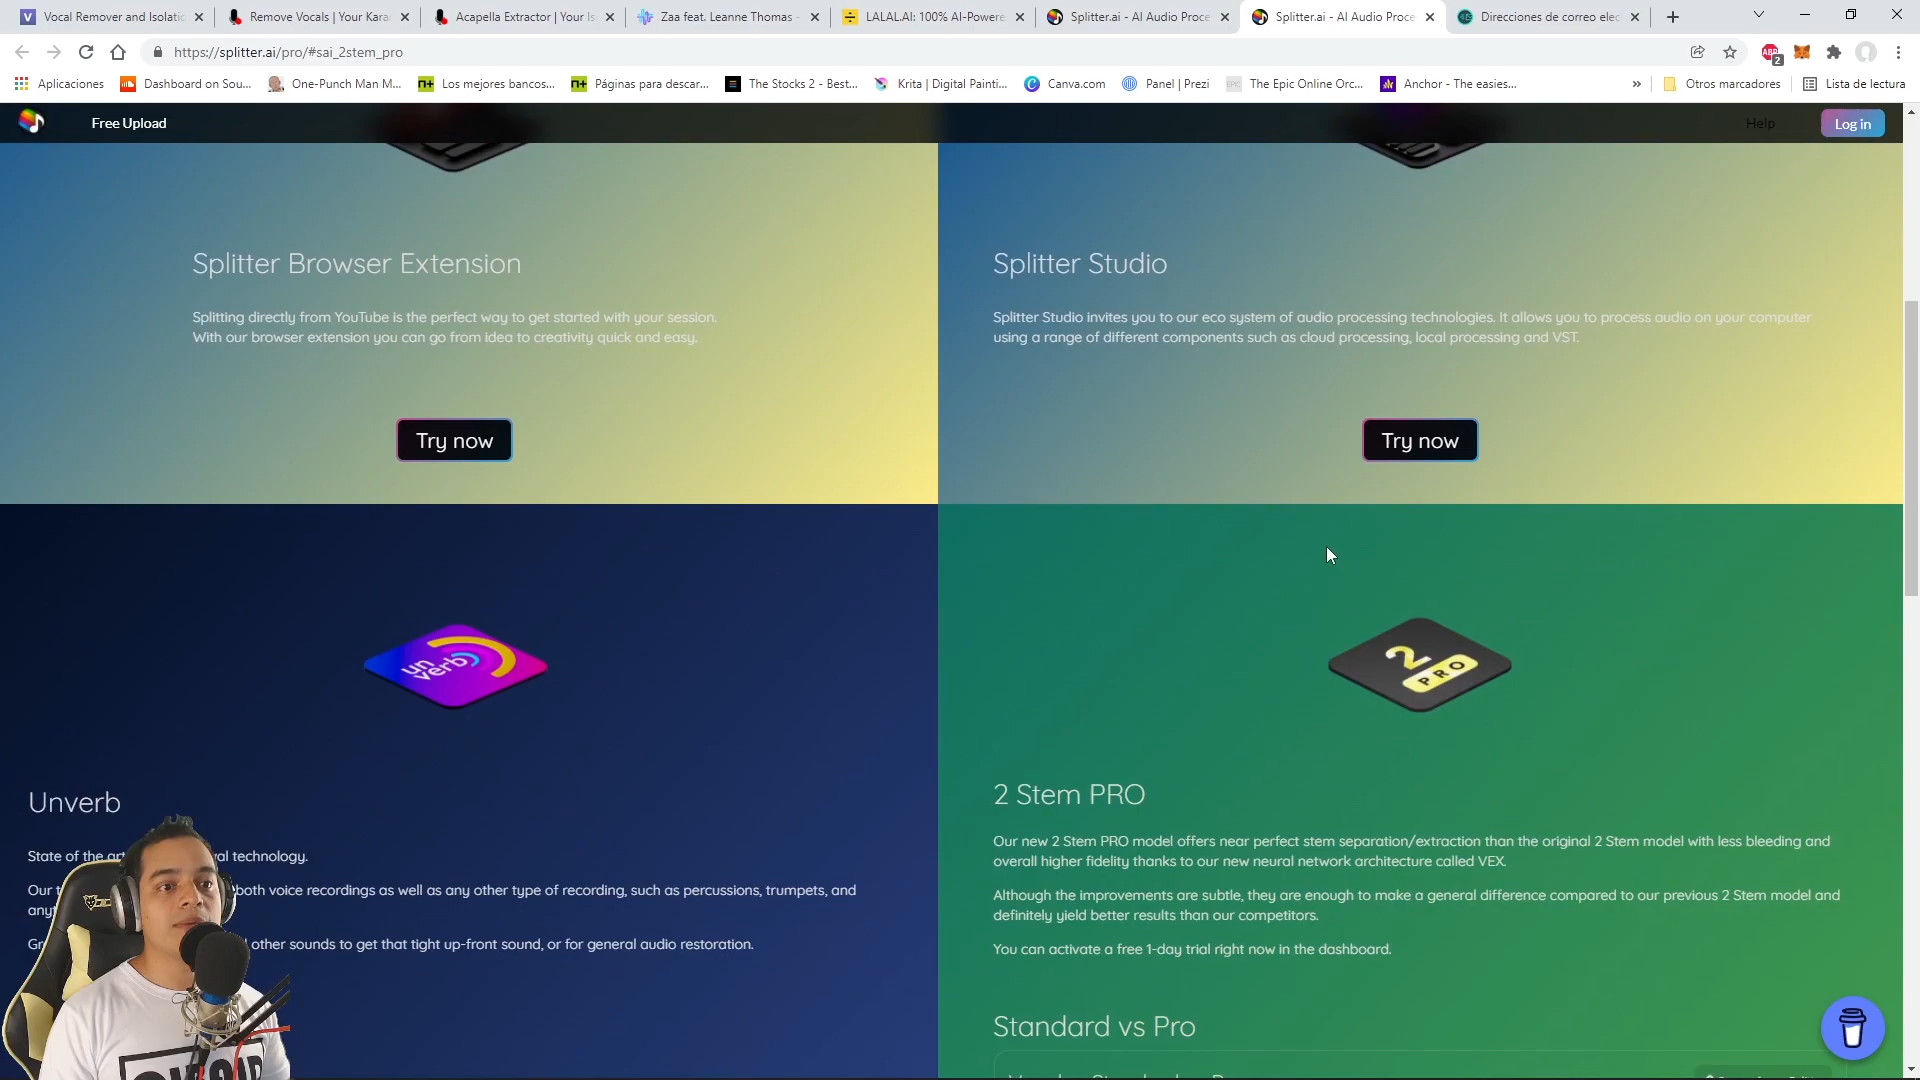 Vocal Remover and Isolatic
Remove Vocals | Your Kara
Acapella Extractor | Your Is
Zaa feat. Leanne Thomas -
LALAL.AI: 100% AI-Powere
Splitter.ai - AI Audio Proce
Splitter.ai - AI Audio Proce
Direcciones de correo elec
https://splitter.ai/pro/#sai_2stem_pro
ABP
2
Aplicaciones
Dashboard on Sou...
One-Punch Man M...
Los mejores bancos...
Páginas para descar...
The Stocks 2 - Best...
Krita | Digital Painti...
Canva.com
Panel | Prezi
The Epic Online Orc...
Anchor - The easies...
»
Otros marcadores
Lista de lectura
Free Upload
Help
Log in
Splitter Browser Extension
Splitting directly from YouTube is the perfect way to get started with your session.
With our browser extension you can go from idea to creativity quick and easy.
Try now
Splitter Studio
Splitter Studio invites you to our eco system of audio processing technologies. It allows you to process audio on your computer
using a range of different components such as cloud processing, local processing and VST.
Try now
un
verb
Unverb
State of the art al technology.
Our both voice recordings as well as any other type of recording, such as percussions, trumpets, and
other sounds to get that tight up-front sound, or for general audio restoration.
2
PRO
2 Stem PRO
Our new 2 Stem PRO model offers near perfect stem separation/extraction than the original 2 Stem model with less bleeding and
overall higher fidelity thanks to our new neural network architecture called VEX.
Although the improvements are subtle, they are enough to make a general difference compared to our previous 2 Stem model and
definitely yield better results than our competitors.
You can activate a free 1-day trial right now in the dashboard.
Standard vs Pro